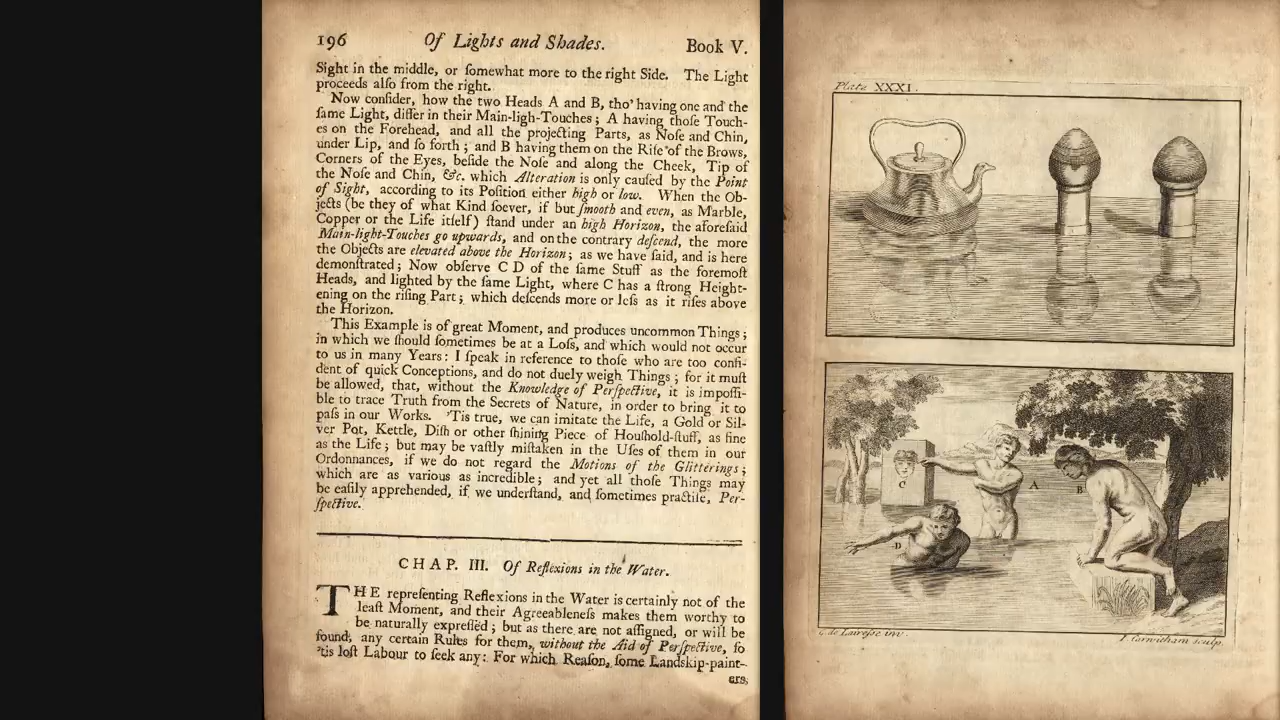 196 Of Lights and Shades. Book V.
Sight in the middle, or ſomewhat more to the right Side. The Light
proceeds alſo from the right.
Now conſider, how the two Heads A and B, tho' having one and the
ſame Light, differ in their Main-ligh-Touches; A having thoſe Touch-
es on the Forehead, and all the projecting Parts, as Noſe and Chin,
under Lip, and ſo forth; and B having them on the Riſe of the Brows,
Corners of the Eyes, beſide the Noſe and along the Cheek, Tip of
the Noſe and Chin, &c. which Alteration is only cauſed by the Point
of Sight, according to its Poſition either high or low. When the Ob-
jects (be they of what Kind ſoever, if but ſmooth and even, as Marble,
Copper or the Life itſelf) ſtand under an high Horizon, the aforeſaid
Main-light-Touches go upwards, and on the contrary deſcend, the more
the Objects are elevated above the Horizon; as we have ſaid, and is here
demonſtrated; Now obſerve C D of the ſame Stuff as the foremoſt
Heads, and lighted by the ſame Light, where C has a ſtrong Height-
ening on the riſing Part; which deſcends more or leſs as it riſes above
the Horizon.
This Example is of great Moment, and produces uncommon Things;
in which we ſhould ſometimes be at a Loſs, and which would not occur
to us in many Years: I ſpeak in reference to thoſe who are too confi-
dent of quick Conceptions, and do not duely weigh Things; for it muſt
be allowed, that, without the Knowledge of Perſpective, it is impoſſi-
ble to trace Truth from the Secrets of Nature, in order to bring it to
paſs in our Works. 'Tis true, we can imitate the Life, a Gold or Sil-
ver Pot, Kettle, Diſh or other ſhining Piece of Houſhold-ſtuff, as fine
as the Life; but may be vaſtly miſtaken in the Uſes of them in our
Ordonnances, if we do not regard the Motions of the Glitterings;
which are as various as incredible; and yet all thoſe Things may
be eaſily apprehended, if we underſtand, and ſometimes practiſe, Per-
ſpective.
CHAP. III. Of Reflexions in the Water.
THE repreſenting Reflexions in the Water is certainly not of the
leaſt Moment, and their Agreeableneſs makes them worthy to
be naturally expreſſed; but as there are not aſſigned, or will be
found, any certain Rules for them, without the Aid of Perſpective, ſo
'tis loſt Labour to ſeek any: For which Reaſon, ſome Landskip-paint-
ers,
Plate XXXI.
C
A
B
D
G. de Lairesse inv.
I. Carwitham sculp.